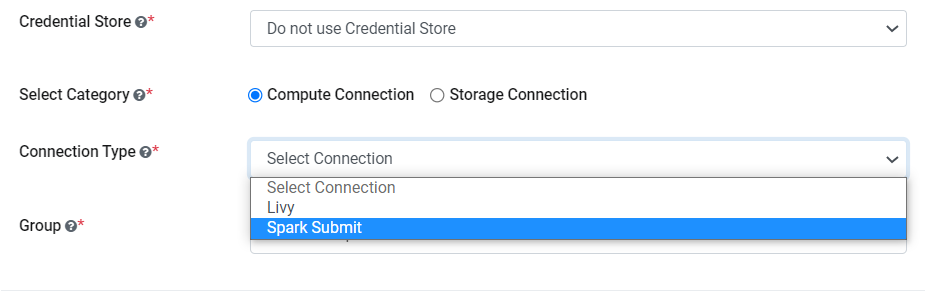 Credential Store ?*
Do not use Credential Store
Select Category ?*
Compute Connection
Storage Connection
Connection Type ?*
Select Connection
Select Connection
Livy
Spark Submit
Group ?*